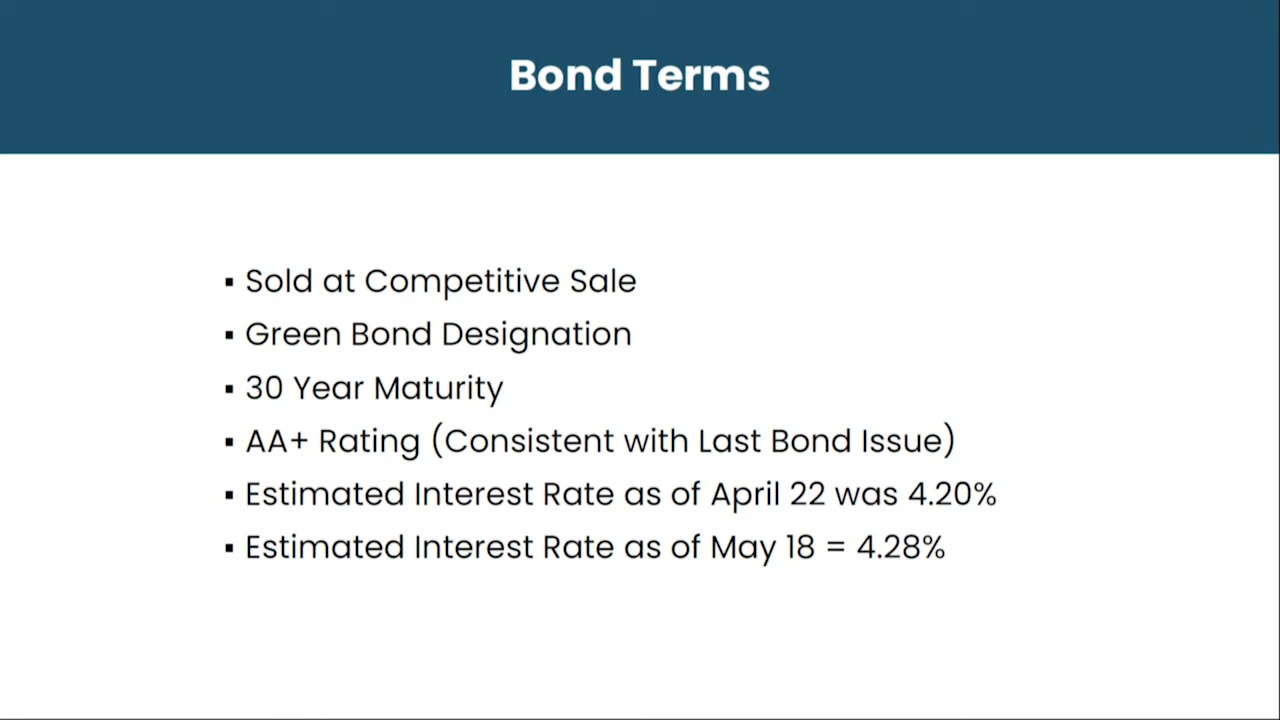 Bond Terms
▪ Sold at Competitive Sale
▪ Green Bond Designation
▪ 30 Year Maturity
▪ AA+ Rating (Consistent with Last Bond Issue)
▪ Estimated Interest Rate as of April 22 was 4.20%
▪ Estimated Interest Rate as of May 18 = 4.28%